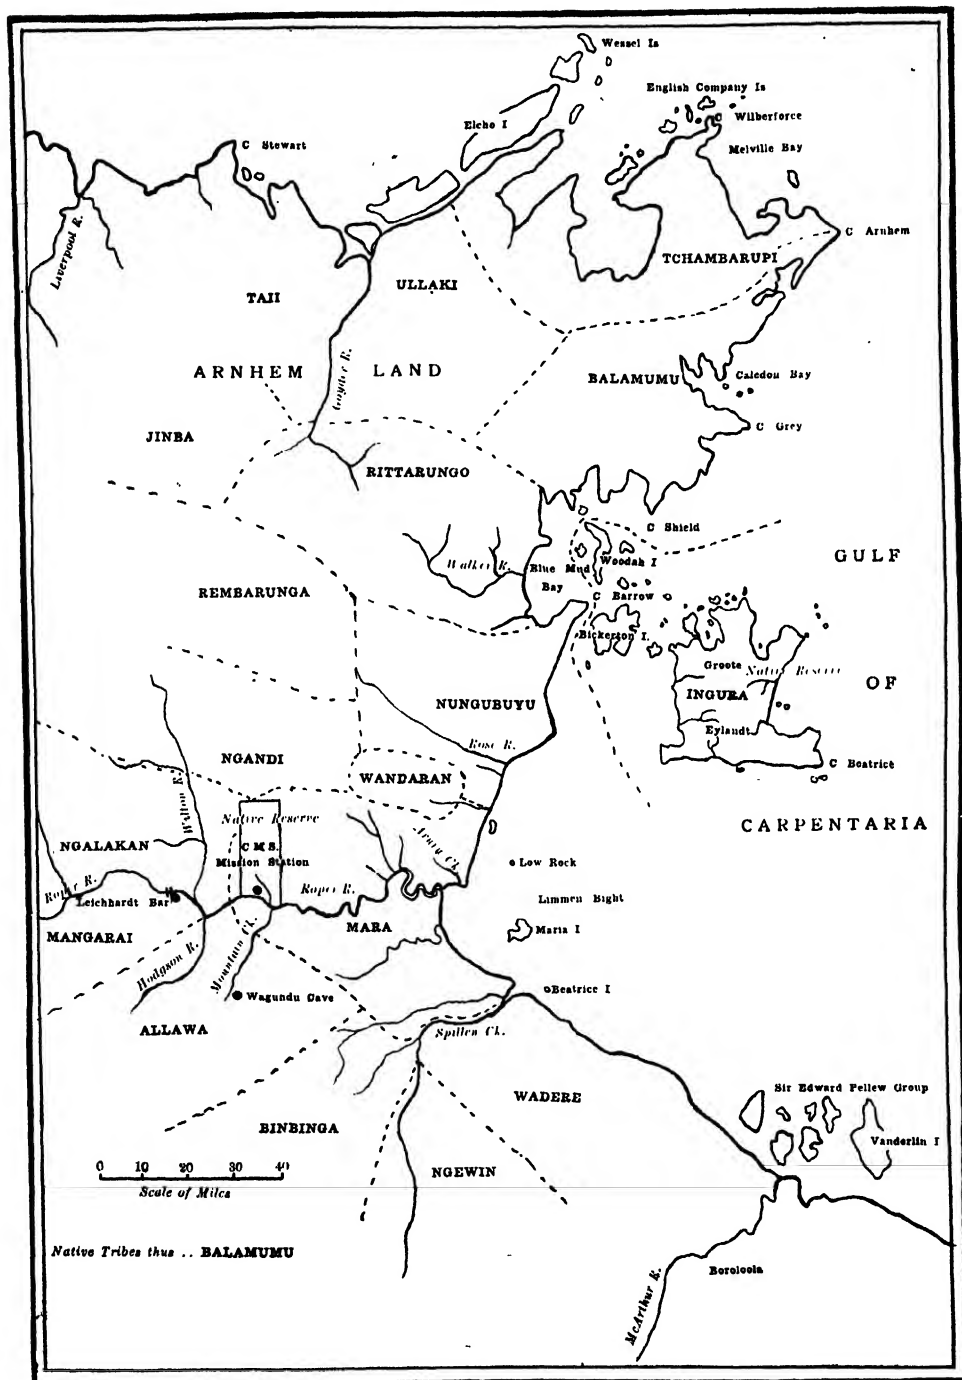 Wessel Is
English Company Is
Elcho I
Wilberforce
C Stewart
Melville Bay
Liverpool R.
C Arnhem
TCHAMBARUPI
ULLAKI
TAII
Goyder R.
ARNHEM LAND
BALAMUMU
Caledon Bay
C Grey
JINBA
RITTARUNGO
C Shield
GULF
Walker R.
Blue Mud
Bay
Woodah I
REMBARUNGA
C Barrow
Bickerton I.
Groote
Native Reserve
OF
INGURA
NUNGUBUYU
Eylandt
Rose R.
NGANDI
C Beatrice
WANDARAN
Wilton R.
Native Reserve
CARPENTARIA
NGALAKAN
C M S.
Mission Station
Low Rock
Roper R.
Leichhardt Bar
Roper R.
Limmen Bight
MARA
Maria I
MANGARAI
Hodgson R.
Mountain Ck.
Wagundu Cave
Beatrice I
ALLAWA
Spillen Ck.
Sir Edward Pellew Group
WADERE
BINBINGA
Vanderlin I
NGEWIN
0 10 20 30 40
Scale of Miles
Native Tribes thus .. BALAMUMU
Boroloola
McArthur R.